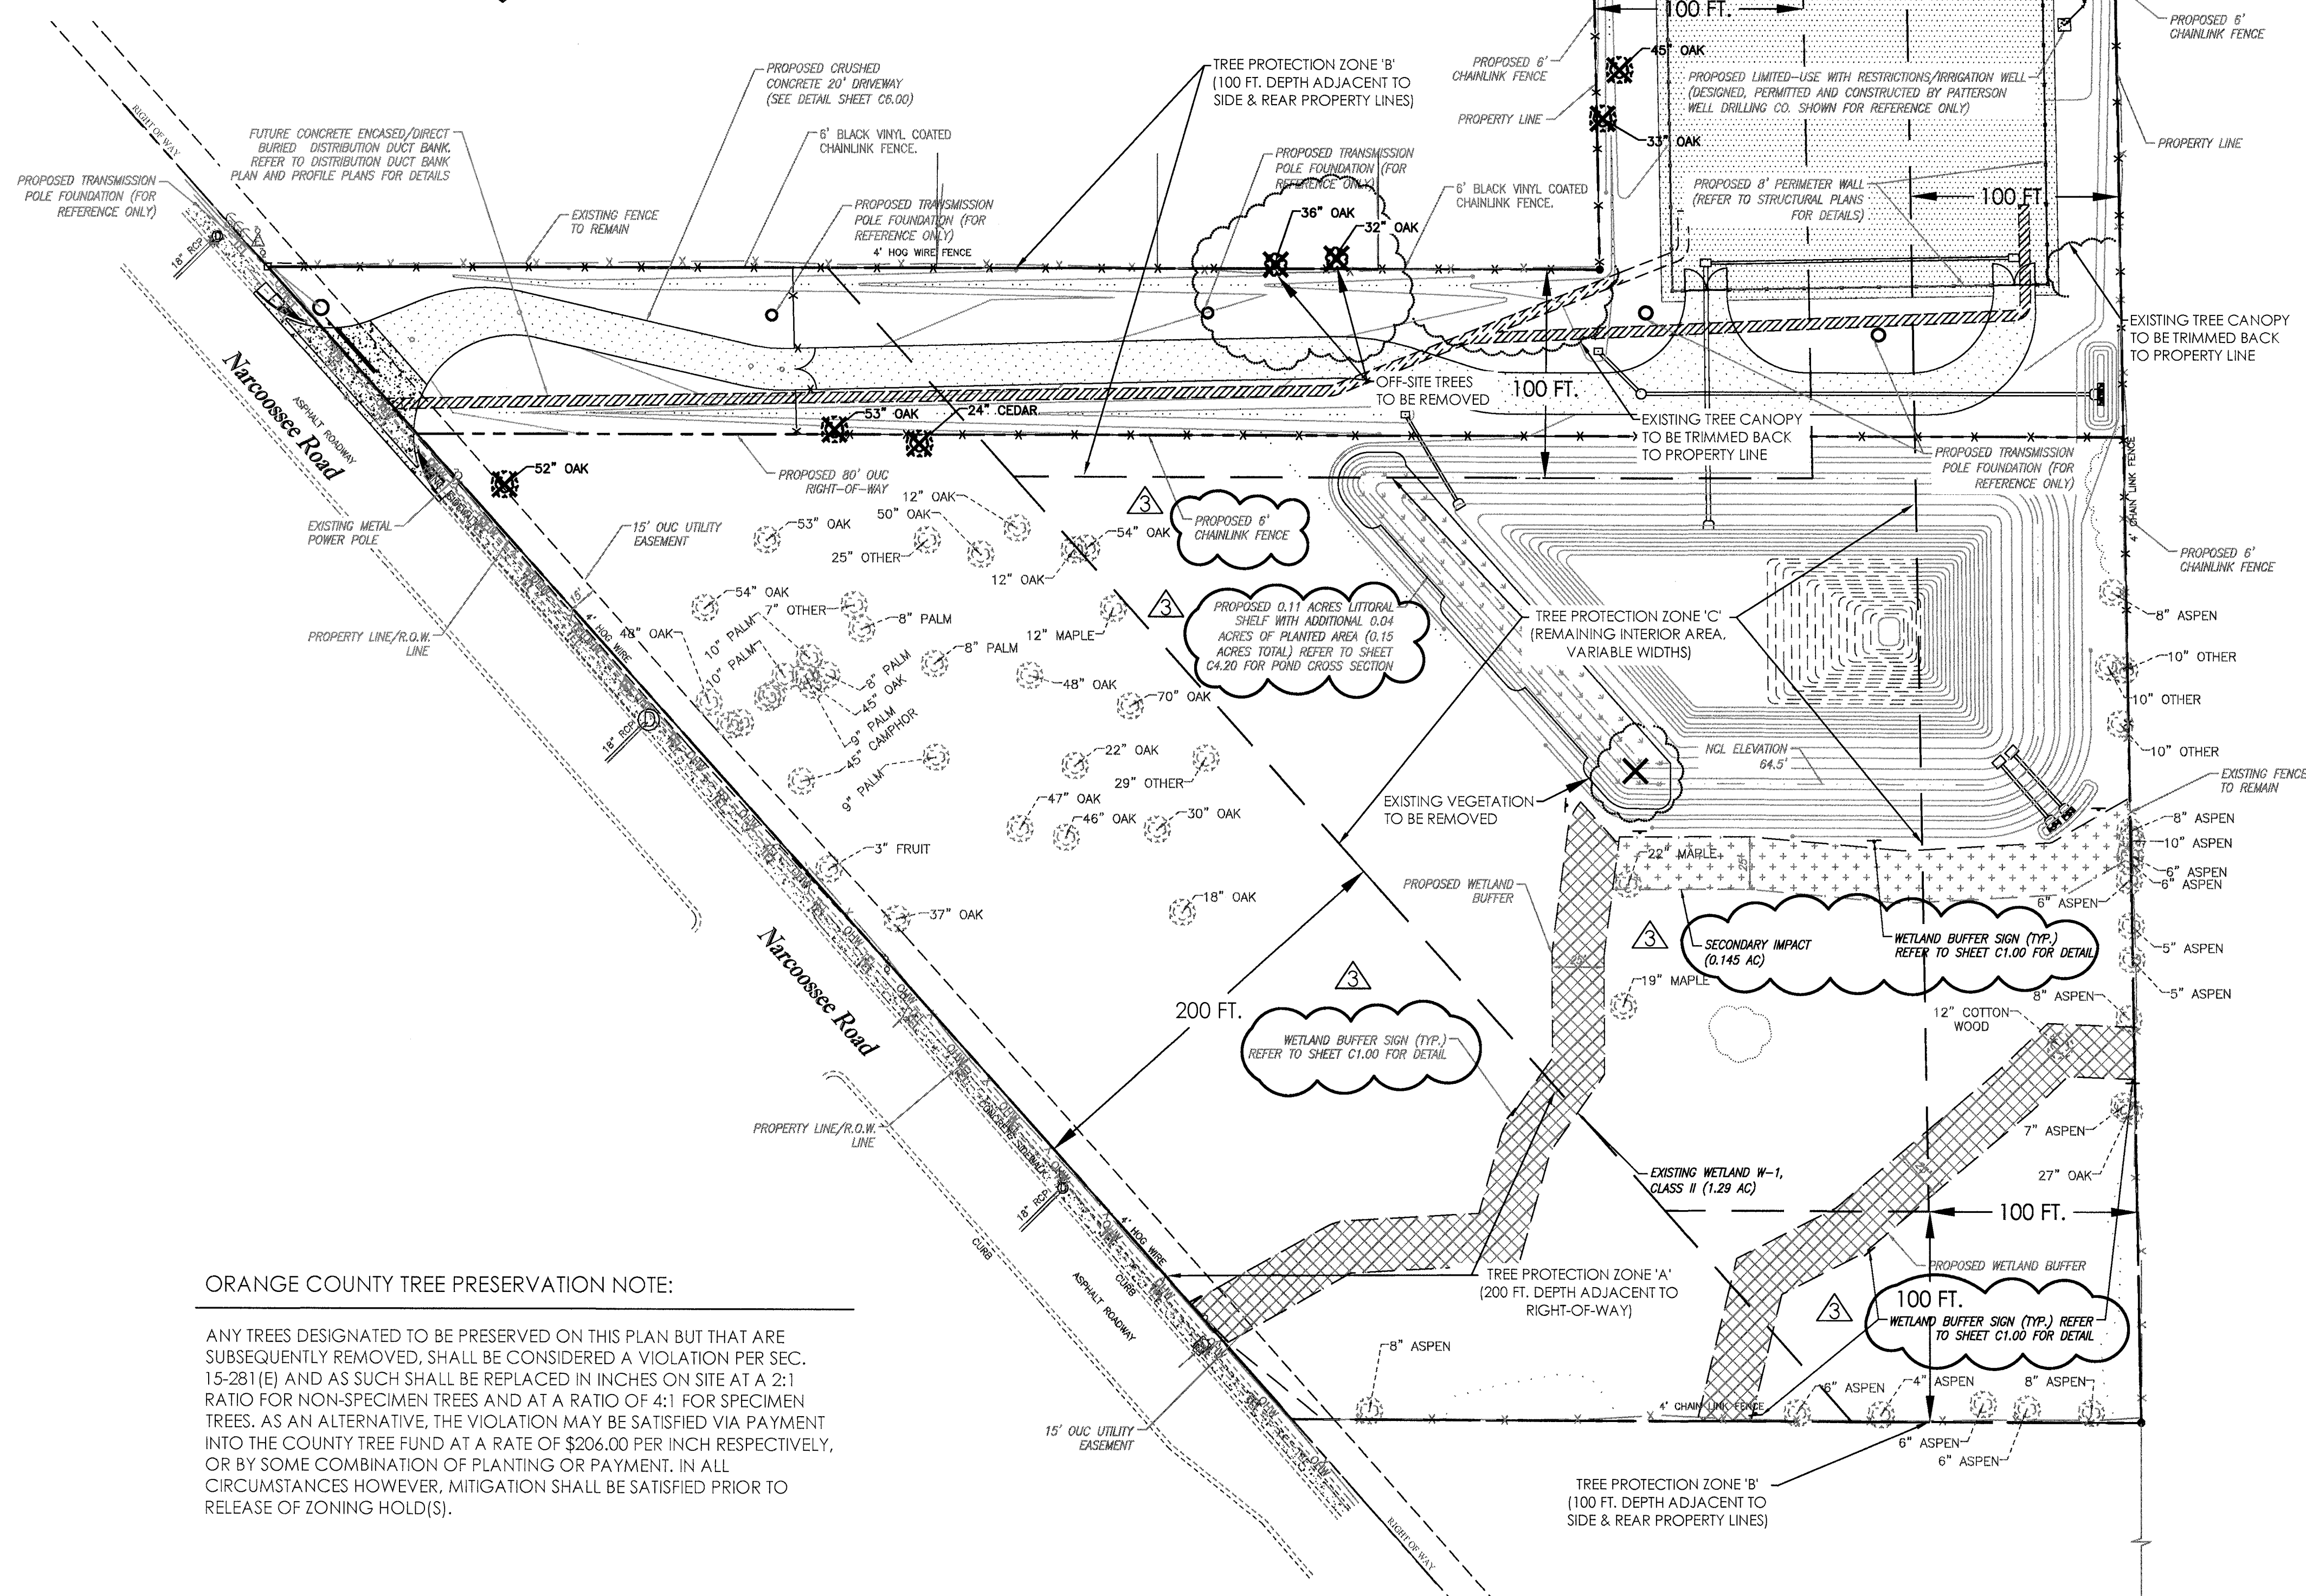 100 FT.
PROPOSED 6'
CHAINLINK FENCE
45" OAK
PROPOSED 6'
CHAINLINK FENCE
TREE PROTECTION ZONE 'B'
(100 FT. DEPTH ADJACENT TO
SIDE & REAR PROPERTY LINES)
PROPOSED CRUSHED
CONCRETE 20' DRIVEWAY
(SEE DETAIL SHEET C6.00)
PROPOSED LIMITED-USE WITH RESTRICTIONS/IRRIGATION WELL
(DESIGNED, PERMITTED AND CONSTRUCTED BY PATTERSON
WELL DRILLING CO. SHOWN FOR REFERENCE ONLY)
PROPERTY LINE
33" OAK
PROPERTY LINE
RIGHT OF WAY
FUTURE CONCRETE ENCASED/DIRECT
BURIED DISTRIBUTION DUCT BANK.
REFER TO DISTRIBUTION DUCT BANK
PLAN AND PROFILE PLANS FOR DETAILS
6' BLACK VINYL COATED
CHAINLINK FENCE.
PROPOSED TRANSMISSION
POLE FOUNDATION (FOR
REFERENCE ONLY)
PROPOSED TRANSMISSION
POLE FOUNDATION (FOR
REFERENCE ONLY)
6' BLACK VINYL COATED
CHAINLINK FENCE.
PROPOSED 8' PERIMETER WALL
(REFER TO STRUCTURAL PLANS
FOR DETAILS)
100 FT.
EXISTING FENCE
TO REMAIN
PROPOSED TRANSMISSION
POLE FOUNDATION (FOR
REFERENCE ONLY)
36" OAK
32" OAK
4' HOG WIRE FENCE
18" RCP
EXISTING TREE CANOPY
TO BE TRIMMED BACK
TO PROPERTY LINE
Narcoossee Road
ASPHALT ROADWAY
OFF-SITE TREES
TO BE REMOVED
100 FT.
53" OAK
24" CEDAR
EXISTING TREE CANOPY
TO BE TRIMMED BACK
TO PROPERTY LINE
52" OAK
PROPOSED 80' OUC
RIGHT-OF-WAY
PROPOSED TRANSMISSION
POLE FOUNDATION (FOR
REFERENCE ONLY)
4' CHAIN LINK FENCE
EXISTING METAL
POWER POLE
15' OUC UTILITY
EASEMENT
12" OAK
50" OAK
53" OAK
25" OTHER
54" OAK
12" OAK
3
PROPOSED 6'
CHAINLINK FENCE
PROPOSED 6'
CHAINLINK FENCE
15'
4' HOG WIRE
54" OAK
7" OTHER
8" PALM
12" MAPLE
3
PROPOSED 0.11 ACRES LITTORAL
SHELF WITH ADDITIONAL 0.04
ACRES OF PLANTED AREA (0.15
ACRES TOTAL) REFER TO SHEET
C4.20 FOR POND CROSS SECTION
TREE PROTECTION ZONE 'C'
(REMAINING INTERIOR AREA,
VARIABLE WIDTHS)
8" ASPEN
PROPERTY LINE/R.O.W.
LINE
48" OAK
10" PALM
10" PALM
8" PALM
8" PALM
45" OAK
9" PALM
45" CAMPHOR
9" PALM
48" OAK
70" OAK
10" OTHER
10" OTHER
10" OTHER
18" RCP
22" OAK
29" OTHER
NCL ELEVATION
64.5'
EXISTING FENCE
TO REMAIN
EXISTING VEGETATION
TO BE REMOVED
47" OAK
46" OAK
30" OAK
8" ASPEN
10" ASPEN
6" ASPEN
6" ASPEN
6" ASPEN
3" FRUIT
22" MAPLE
25'
PROPOSED WETLAND
BUFFER
18" OAK
37" OAK
Narcoossee Road
3
SECONDARY IMPACT
(0.145 AC)
WETLAND BUFFER SIGN (TYP.)
REFER TO SHEET C1.00 FOR DETAIL
5" ASPEN
25'
19" MAPLE
5" ASPEN
8" ASPEN
12" COTTON
WOOD
200 FT.
3
WETLAND BUFFER SIGN (TYP.)
REFER TO SHEET C1.00 FOR DETAIL
OHW
CONCRETE SIDEWALK
PROPERTY LINE/R.O.W.
LINE
7" ASPEN
27" OAK
25'
EXISTING WETLAND W-1,
CLASS II (1.29 AC)
100 FT.
18" RCP
4' HOG WIRE
CURB
CURB
ASPHALT ROADWAY
PROPOSED WETLAND BUFFER
TREE PROTECTION ZONE 'A'
(200 FT. DEPTH ADJACENT TO
RIGHT-OF-WAY)
100 FT.
3
WETLAND BUFFER SIGN (TYP.) REFER
TO SHEET C1.00 FOR DETAIL
8" ASPEN
6" ASPEN
4" ASPEN
8" ASPEN
4' CHAIN LINK FENCE
6" ASPEN
6" ASPEN
15' OUC UTILITY
EASEMENT
TREE PROTECTION ZONE 'B'
(100 FT. DEPTH ADJACENT TO
SIDE & REAR PROPERTY LINES)
RIGHT OF WAY
ORANGE COUNTY TREE PRESERVATION NOTE:
ANY TREES DESIGNATED TO BE PRESERVED ON THIS PLAN BUT THAT ARE
SUBSEQUENTLY REMOVED, SHALL BE CONSIDERED A VIOLATION PER SEC.
15-281(E) AND AS SUCH SHALL BE REPLACED IN INCHES ON SITE AT A 2:1
RATIO FOR NON-SPECIMEN TREES AND AT A RATIO OF 4:1 FOR SPECIMEN
TREES. AS AN ALTERNATIVE, THE VIOLATION MAY BE SATISFIED VIA PAYMENT
INTO THE COUNTY TREE FUND AT A RATE OF $206.00 PER INCH RESPECTIVELY,
OR BY SOME COMBINATION OF PLANTING OR PAYMENT. IN ALL
CIRCUMSTANCES HOWEVER, MITIGATION SHALL BE SATISFIED PRIOR TO
RELEASE OF ZONING HOLD(S).